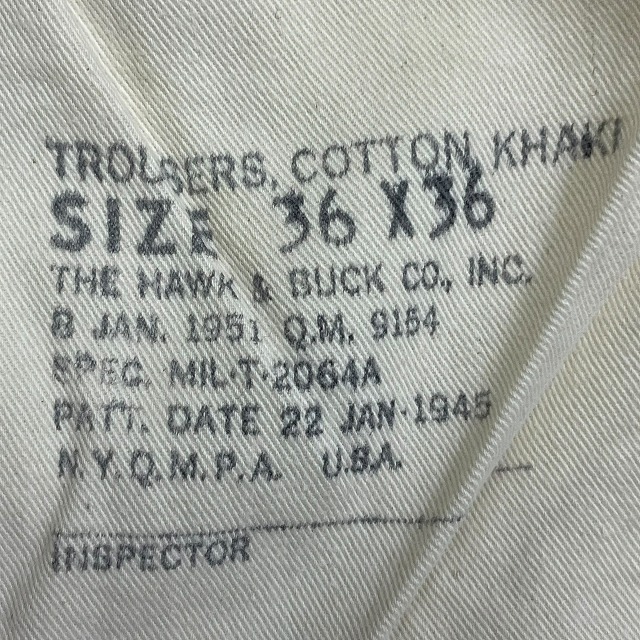 TROUSERS, COTTON, KHAKI
SIZE 36 X 36
THE HAWK & BUCK CO., INC.
8 JAN. 1951 Q.M. 9154
SPEC. MIL-T-2064A
PATT. DATE 22 JAN-1945
N.Y.Q.M.P.A. U.S.A.
INSPECTOR